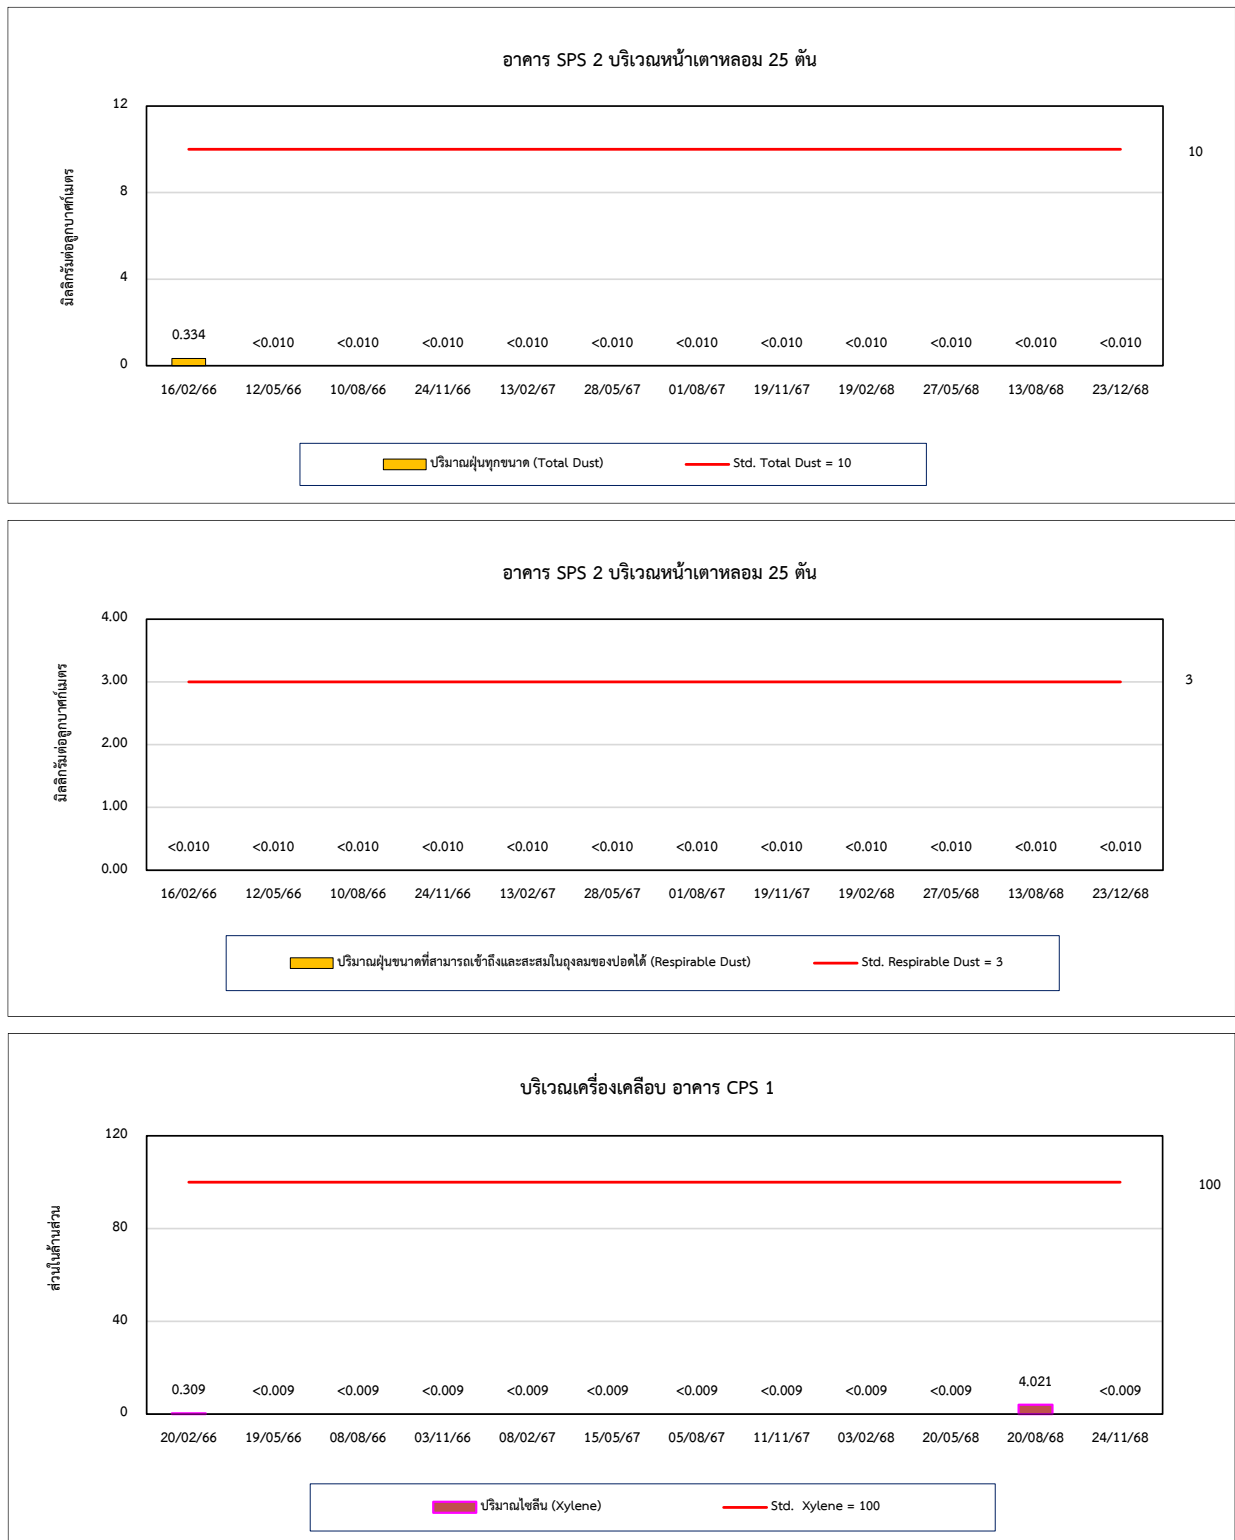 อาคาร SPS 2 บริเวณหน้าเตาหลอม 25 ตัน
มิลลิกรัมต่อลูกบาศก์เมตร
12
8
4
0
10
0.334 <0.010 <0.010 <0.010 <0.010 <0.010 <0.010 <0.010 <0.010 <0.010 <0.010 <0.010
16/02/66 12/05/66 10/08/66 24/11/66 13/02/67 28/05/67 01/08/67 19/11/67 19/02/68 27/05/68 13/08/68 23/12/68
ปริมาณฝุ่นทุกขนาด (Total Dust) Std. Total Dust = 10
อาคาร SPS 2 บริเวณหน้าเตาหลอม 25 ตัน
มิลลิกรัมต่อลูกบาศก์เมตร
4.00
3.00
2.00
1.00
0.00
3
<0.010 <0.010 <0.010 <0.010 <0.010 <0.010 <0.010 <0.010 <0.010 <0.010 <0.010 <0.010
16/02/66 12/05/66 10/08/66 24/11/66 13/02/67 28/05/67 01/08/67 19/11/67 19/02/68 27/05/68 13/08/68 23/12/68
ปริมาณฝุ่นขนาดที่สามารถเข้าถึงและสะสมในถุงลมของปอดได้ (Respirable Dust) Std. Respirable Dust = 3
บริเวณเครื่องเคลือบ อาคาร CPS 1
ส่วนในล้านส่วน
120
80
40
0
100
0.309 <0.009 <0.009 <0.009 <0.009 <0.009 <0.009 <0.009 <0.009 <0.009 4.021 <0.009
20/02/66 19/05/66 08/08/66 03/11/66 08/02/67 15/05/67 05/08/67 11/11/67 03/02/68 20/05/68 20/08/68 24/11/68
ปริมาณไซลีน (Xylene) Std. Xylene = 100